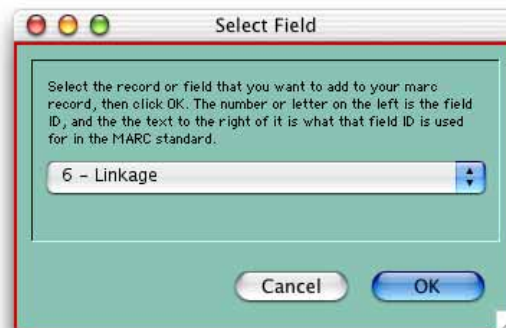 Select Field
Select the record or field that you want to add to your marc
record, then click OK. The number or letter on the left is the field
ID, and the the text to the right of it is what that field ID is used
for in the MARC standard.
6 – Linkage
Cancel
OK